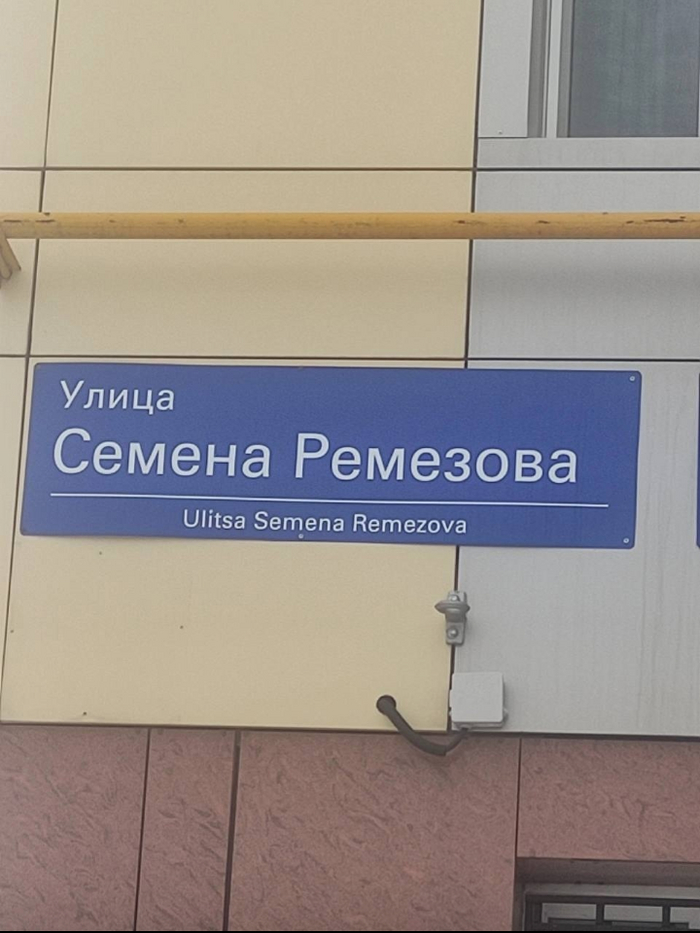 Улица
Семена Ремезова
Ulitsa Semena Remezova